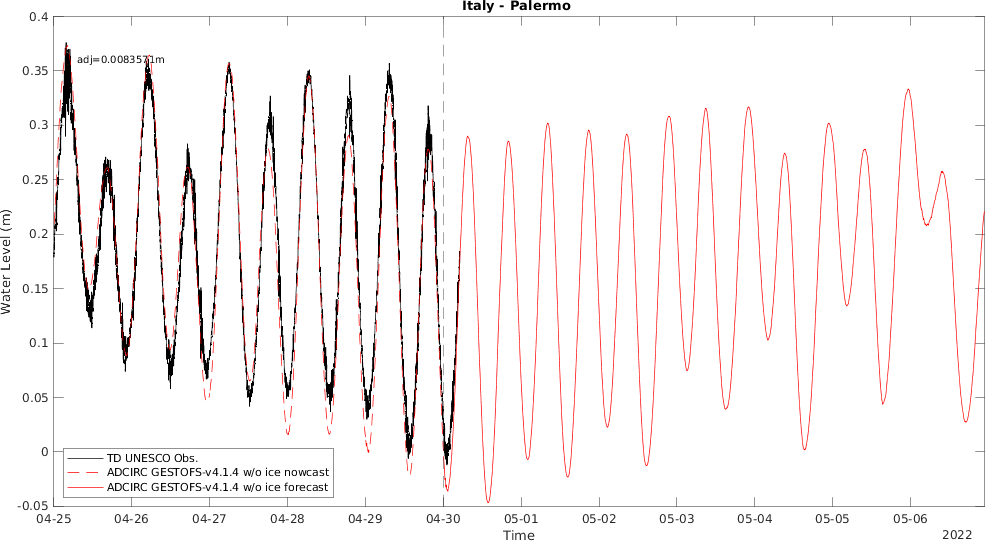 Italy - Palermo
0.4
0.35
0.3
0.25
0.2
0.15
0.1
0.05
0
-0.05
Water Level (m)
adj=0.0083571m
TD UNESCO Obs.
ADCIRC GESTOFS-v4.1.4 w/o ice nowcast
ADCIRC GESTOFS-v4.1.4 w/o ice forecast
04-25 04-26 04-27 04-28 04-29 04-30 05-01 05-02 05-03 05-04 05-05 05-06
Time
2022